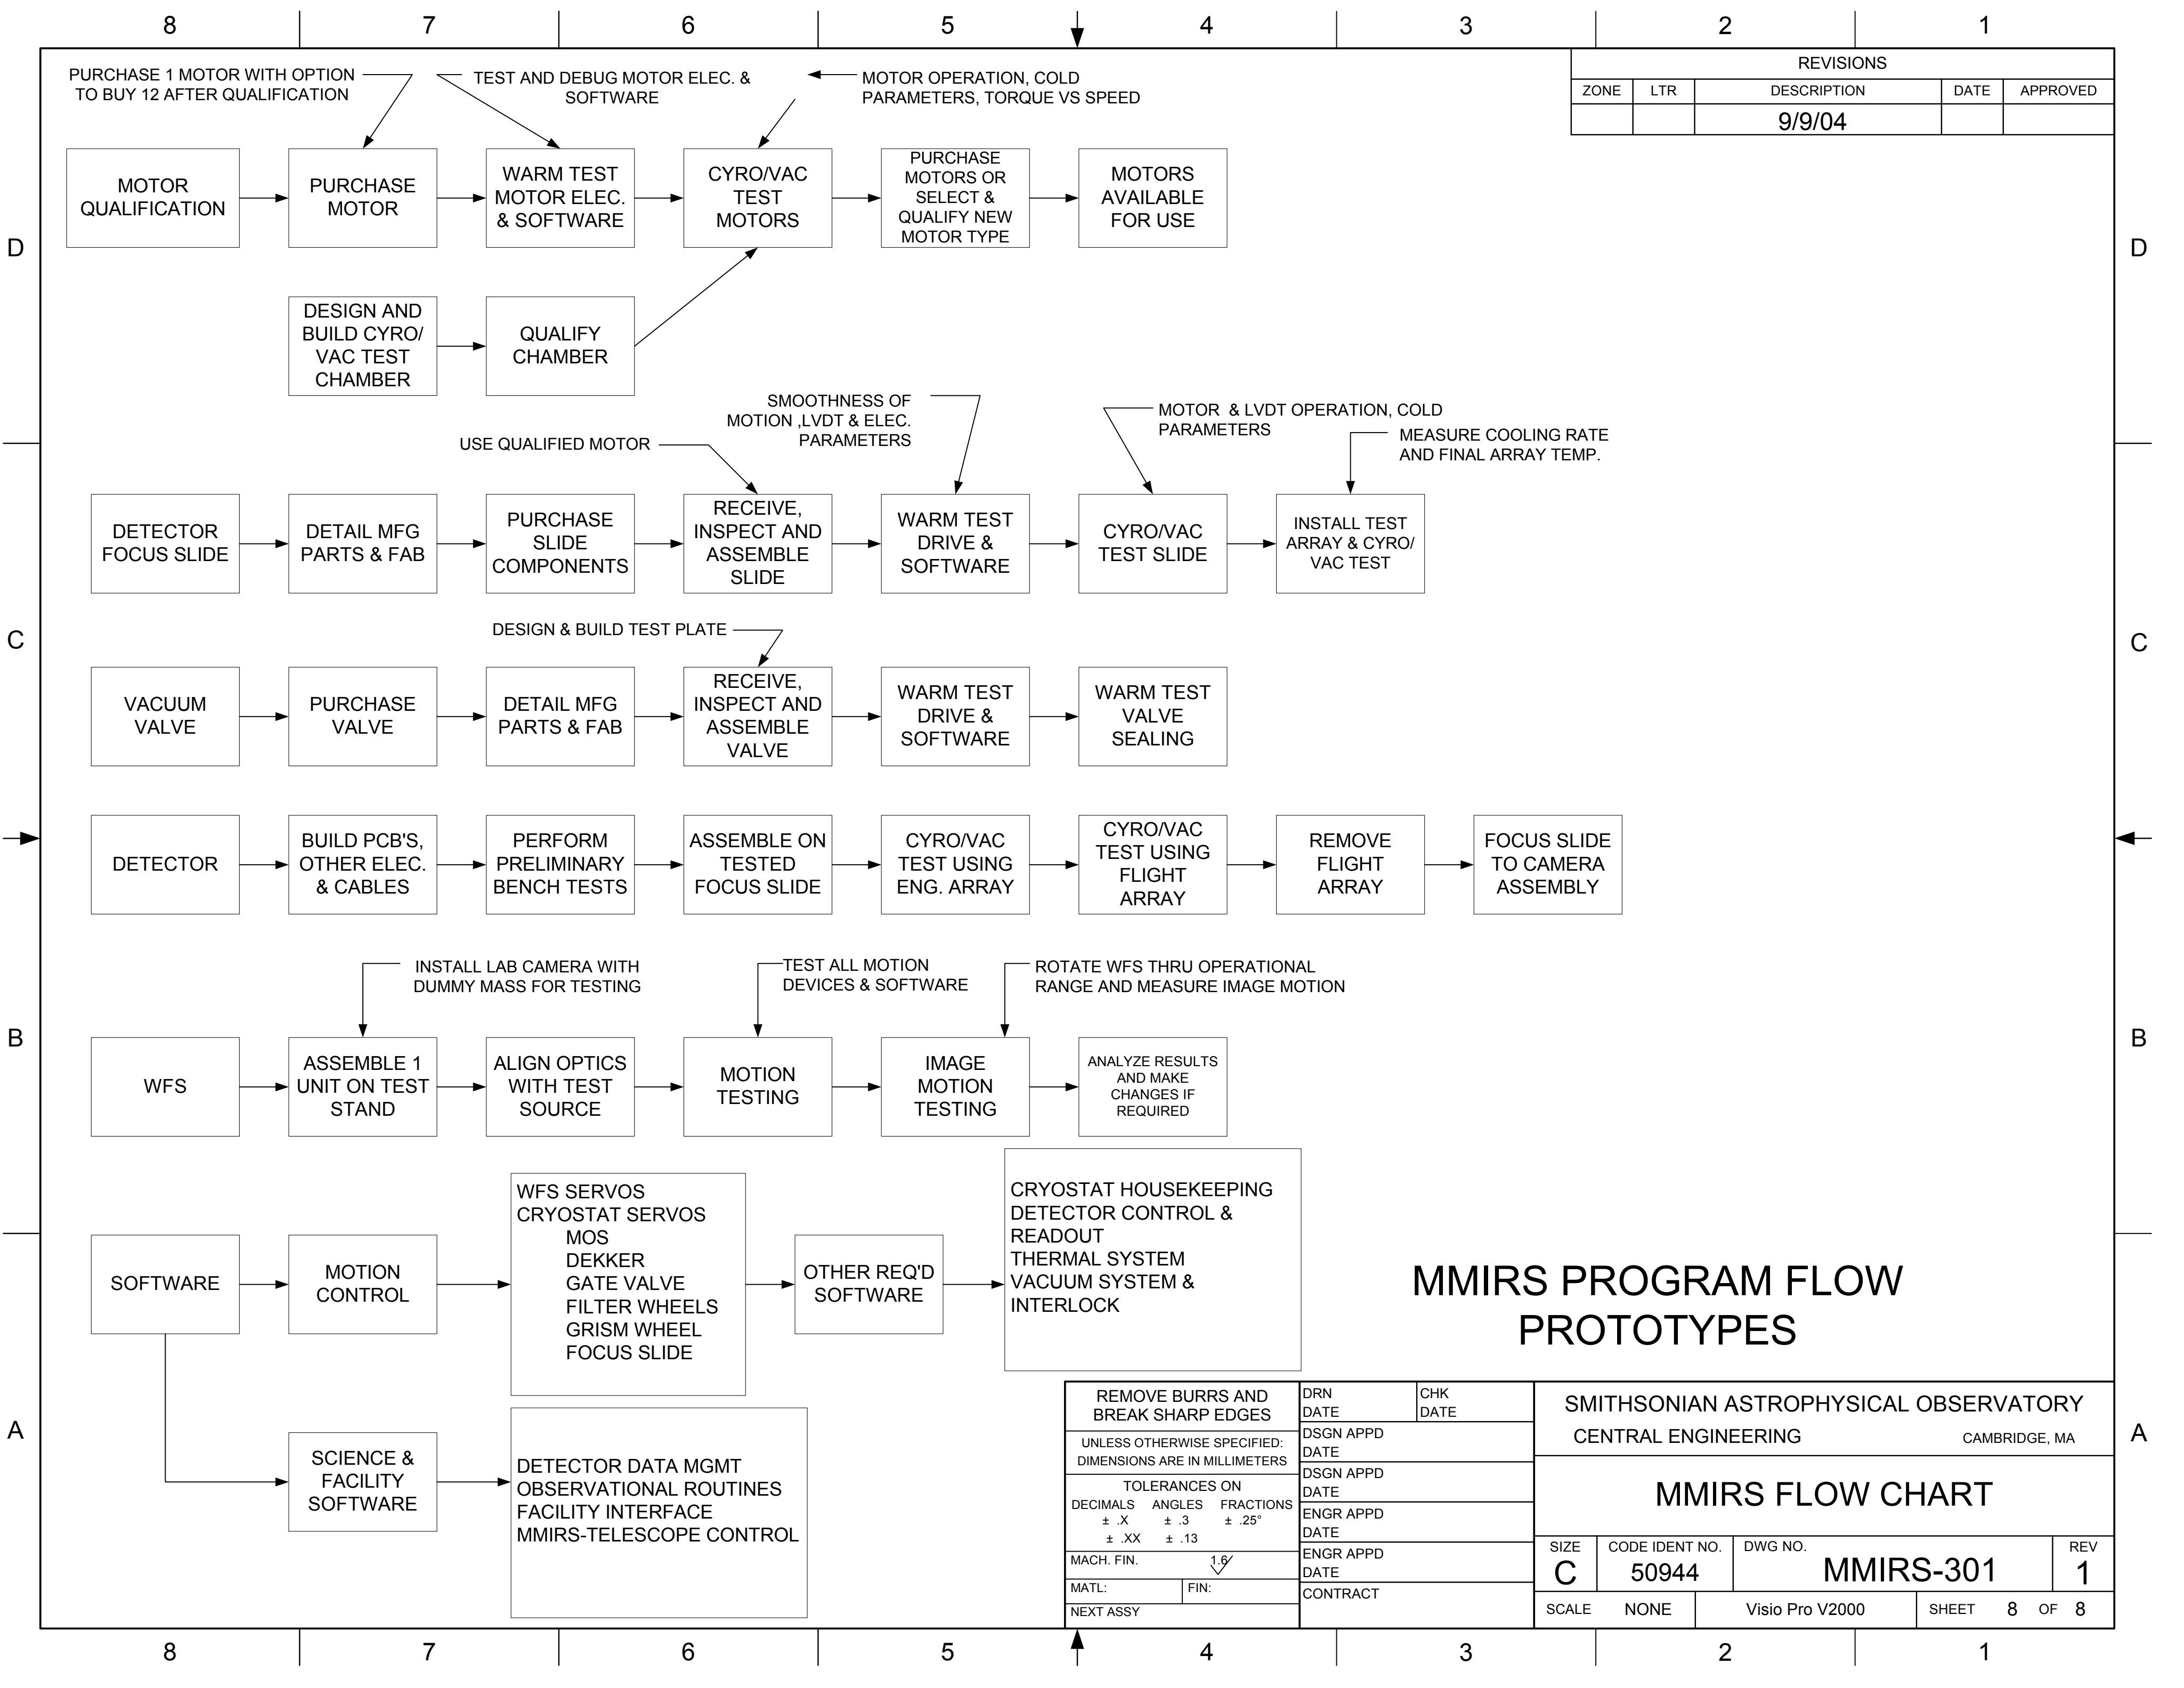 8 7 6 5 4 3 2 1
REVISIONS
ZONE LTR DESCRIPTION DATE APPROVED
9/9/04
PURCHASE 1 MOTOR WITH OPTION
TO BUY 12 AFTER QUALIFICATION
TEST AND DEBUG MOTOR ELEC. &
SOFTWARE
MOTOR OPERATION, COLD
PARAMETERS, TORQUE VS SPEED
MOTOR
QUALIFICATION
PURCHASE
MOTOR
WARM TEST
MOTOR ELEC.
& SOFTWARE
CYRO/VAC
TEST
MOTORS
PURCHASE
MOTORS OR
SELECT &
QUALIFY NEW
MOTOR TYPE
MOTORS
AVAILABLE
FOR USE
D
D
DESIGN AND
BUILD CYRO/
VAC TEST
CHAMBER
QUALIFY
CHAMBER
USE QUALIFIED MOTOR
SMOOTHNESS OF
MOTION ,LVDT & ELEC.
PARAMETERS
MOTOR & LVDT OPERATION, COLD
PARAMETERS
MEASURE COOLING RATE
AND FINAL ARRAY TEMP.
DETECTOR
FOCUS SLIDE
DETAIL MFG
PARTS & FAB
PURCHASE
SLIDE
COMPONENTS
RECEIVE,
INSPECT AND
ASSEMBLE
SLIDE
WARM TEST
DRIVE &
SOFTWARE
CYRO/VAC
TEST SLIDE
INSTALL TEST
ARRAY & CYRO/
VAC TEST
C
C
DESIGN & BUILD TEST PLATE
VACUUM
VALVE
PURCHASE
VALVE
DETAIL MFG
PARTS & FAB
RECEIVE,
INSPECT AND
ASSEMBLE
VALVE
WARM TEST
DRIVE &
SOFTWARE
WARM TEST
VALVE
SEALING
DETECTOR
BUILD PCB'S,
OTHER ELEC.
& CABLES
PERFORM
PRELIMINARY
BENCH TESTS
ASSEMBLE ON
TESTED
FOCUS SLIDE
CYRO/VAC
TEST USING
ENG. ARRAY
CYRO/VAC
TEST USING
FLIGHT
ARRAY
REMOVE
FLIGHT
ARRAY
FOCUS SLIDE
TO CAMERA
ASSEMBLY
INSTALL LAB CAMERA WITH
DUMMY MASS FOR TESTING
TEST ALL MOTION
DEVICES & SOFTWARE
ROTATE WFS THRU OPERATIONAL
RANGE AND MEASURE IMAGE MOTION
B
B
WFS
ASSEMBLE 1
UNIT ON TEST
STAND
ALIGN OPTICS
WITH TEST
SOURCE
MOTION
TESTING
IMAGE
MOTION
TESTING
ANALYZE RESULTS
AND MAKE
CHANGES IF
REQUIRED
SOFTWARE
MOTION
CONTROL
WFS SERVOS
CRYOSTAT SERVOS
MOS
DEKKER
GATE VALVE
FILTER WHEELS
GRISM WHEEL
FOCUS SLIDE
OTHER REQ'D
SOFTWARE
CRYOSTAT HOUSEKEEPING
DETECTOR CONTROL &
READOUT
THERMAL SYSTEM
VACUUM SYSTEM &
INTERLOCK
MMIRS PROGRAM FLOW
PROTOTYPES
A
A
SCIENCE &
FACILITY
SOFTWARE
DETECTOR DATA MGMT
OBSERVATIONAL ROUTINES
FACILITY INTERFACE
MMIRS-TELESCOPE CONTROL
REMOVE BURRS AND
BREAK SHARP EDGES
UNLESS OTHERWISE SPECIFIED:
DIMENSIONS ARE IN MILLIMETERS
TOLERANCES ON
DECIMALS ANGLES FRACTIONS
± .X ± .3 ± .25°
± .XX ± .13
MACH. FIN. 1.6
MATL: FIN:
NEXT ASSY
DRN CHK
DATE DATE
DSGN APPD
DATE
DSGN APPD
DATE
ENGR APPD
DATE
ENGR APPD
DATE
CONTRACT
SMITHSONIAN ASTROPHYSICAL OBSERVATORY
CENTRAL ENGINEERING CAMBRIDGE, MA
MMIRS FLOW CHART
SIZE CODE IDENT NO. DWG NO. REV
C 50944 MMIRS-301 1
SCALE NONE Visio Pro V2000 SHEET 8 OF 8
8 7 6 5 4 3 2 1